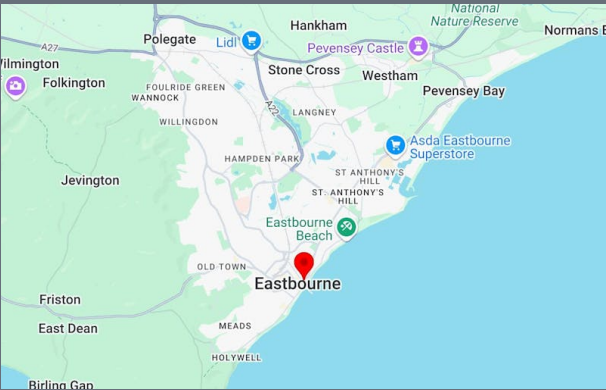 National
Nature Reserve
Hankham
Normans B
Polegate
Lidl
A27
Pevensey Castle
Wilmington
Stone Cross
Westham
Folkington
FOULRIDE GREEN
WANNOCK
Pevensey Bay
A22
LANGNEY
WILLINGDON
Asda Eastbourne
Superstore
HAMPDEN PARK
ST ANTHONY'S
HILL
Jevington
ST. ANTHONY'S
HILL
Eastbourne
Beach
OLD TOWN
Eastbourne
Friston
East Dean
MEADS
HOLYWELL
Birling Gap